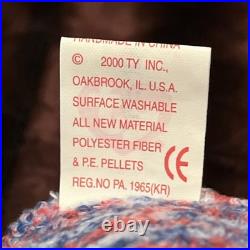 HANDMADE IN CHINA
© 2000 TY INC.,
OAKBROOK, IL. U.S.A.
SURFACE WASHABLE
ALL NEW MATERIAL
POLYESTER FIBER
& P.E. PELLETS CE
REG.NO PA. 1965(KR)